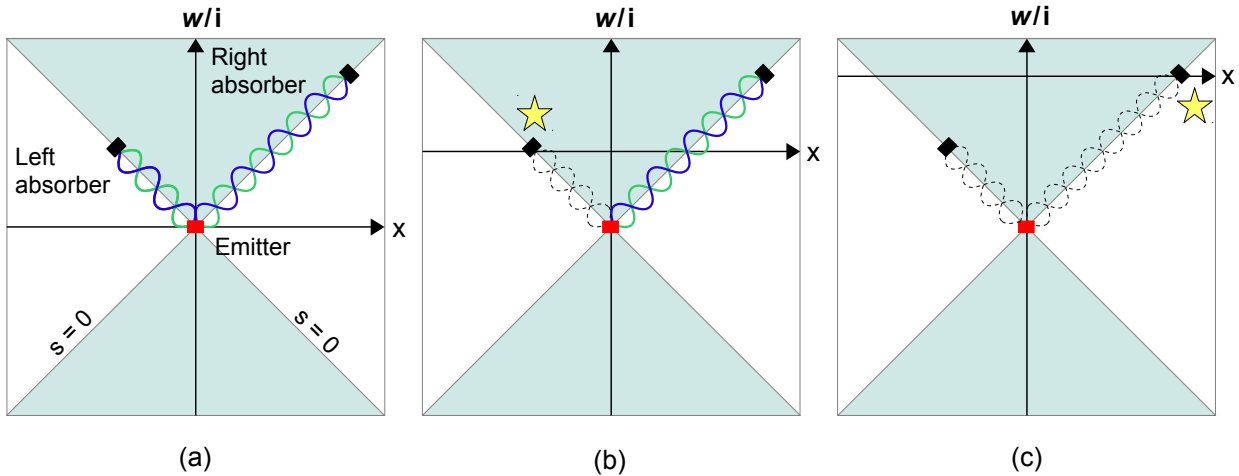 w/i
Right
absorber
Left
absorber
x
Emitter
s = 0
s = 0
(a)
w/i
x
(b)
w/i
x
(c)